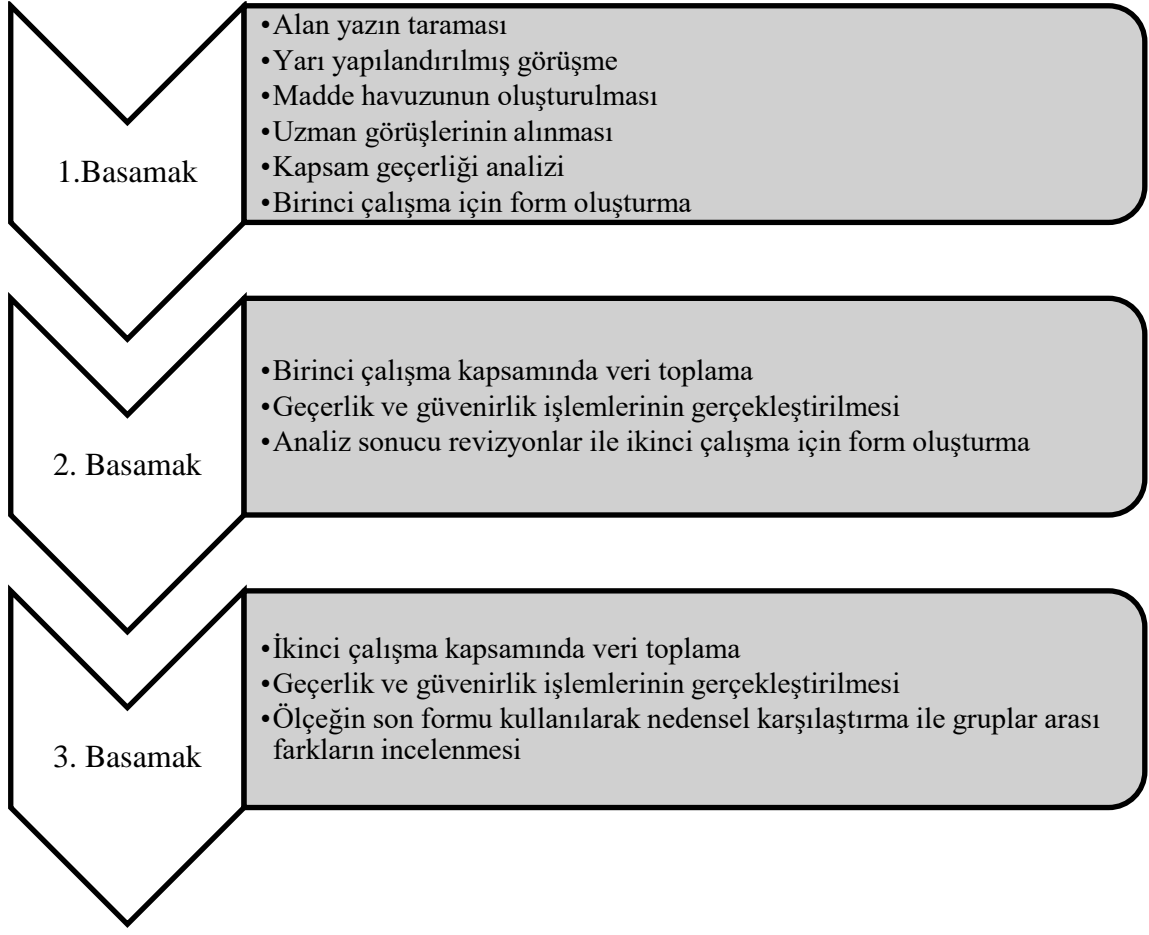 •Alan yazın taraması
•Yarı yapılandırılmış görüşme
•Madde havuzunun oluşturulması
•Uzman görüşlerinin alınması
•Kapsam geçerliği analizi
•Birinci çalışma için form oluşturma
1.Basamak
•Birinci çalışma kapsamında veri toplama
•Geçerlik ve güvenirlik işlemlerinin gerçekleştirilmesi
•Analiz sonucu revizyonlar ile ikinci çalışma için form oluşturma
2. Basamak
•İkinci çalışma kapsamında veri toplama
•Geçerlik ve güvenirlik işlemlerinin gerçekleştirilmesi
•Ölçeğin son formu kullanılarak nedensel karşılaştırma ile gruplar arası
farkların incelenmesi
3. Basamak